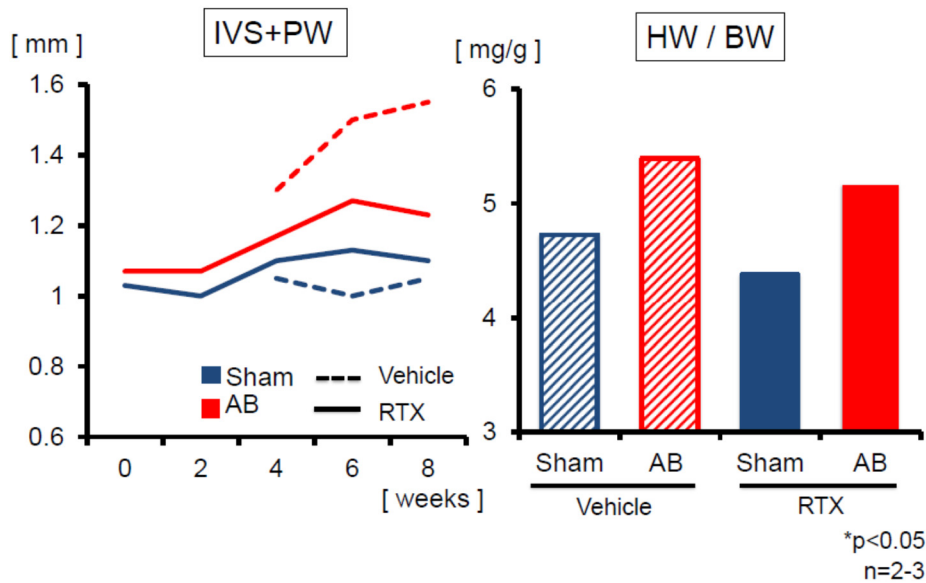 IVS+PW
[ mm ]
1.6
1.4
1.2
1
0.8
0.6
0 2 4 6 8
[ weeks ]
Sham
AB
Vehicle
RTX
HW / BW
[ mg/g ]
6
5
4
3
Sham AB Sham AB
Vehicle RTX
*p<0.05
n=2-3